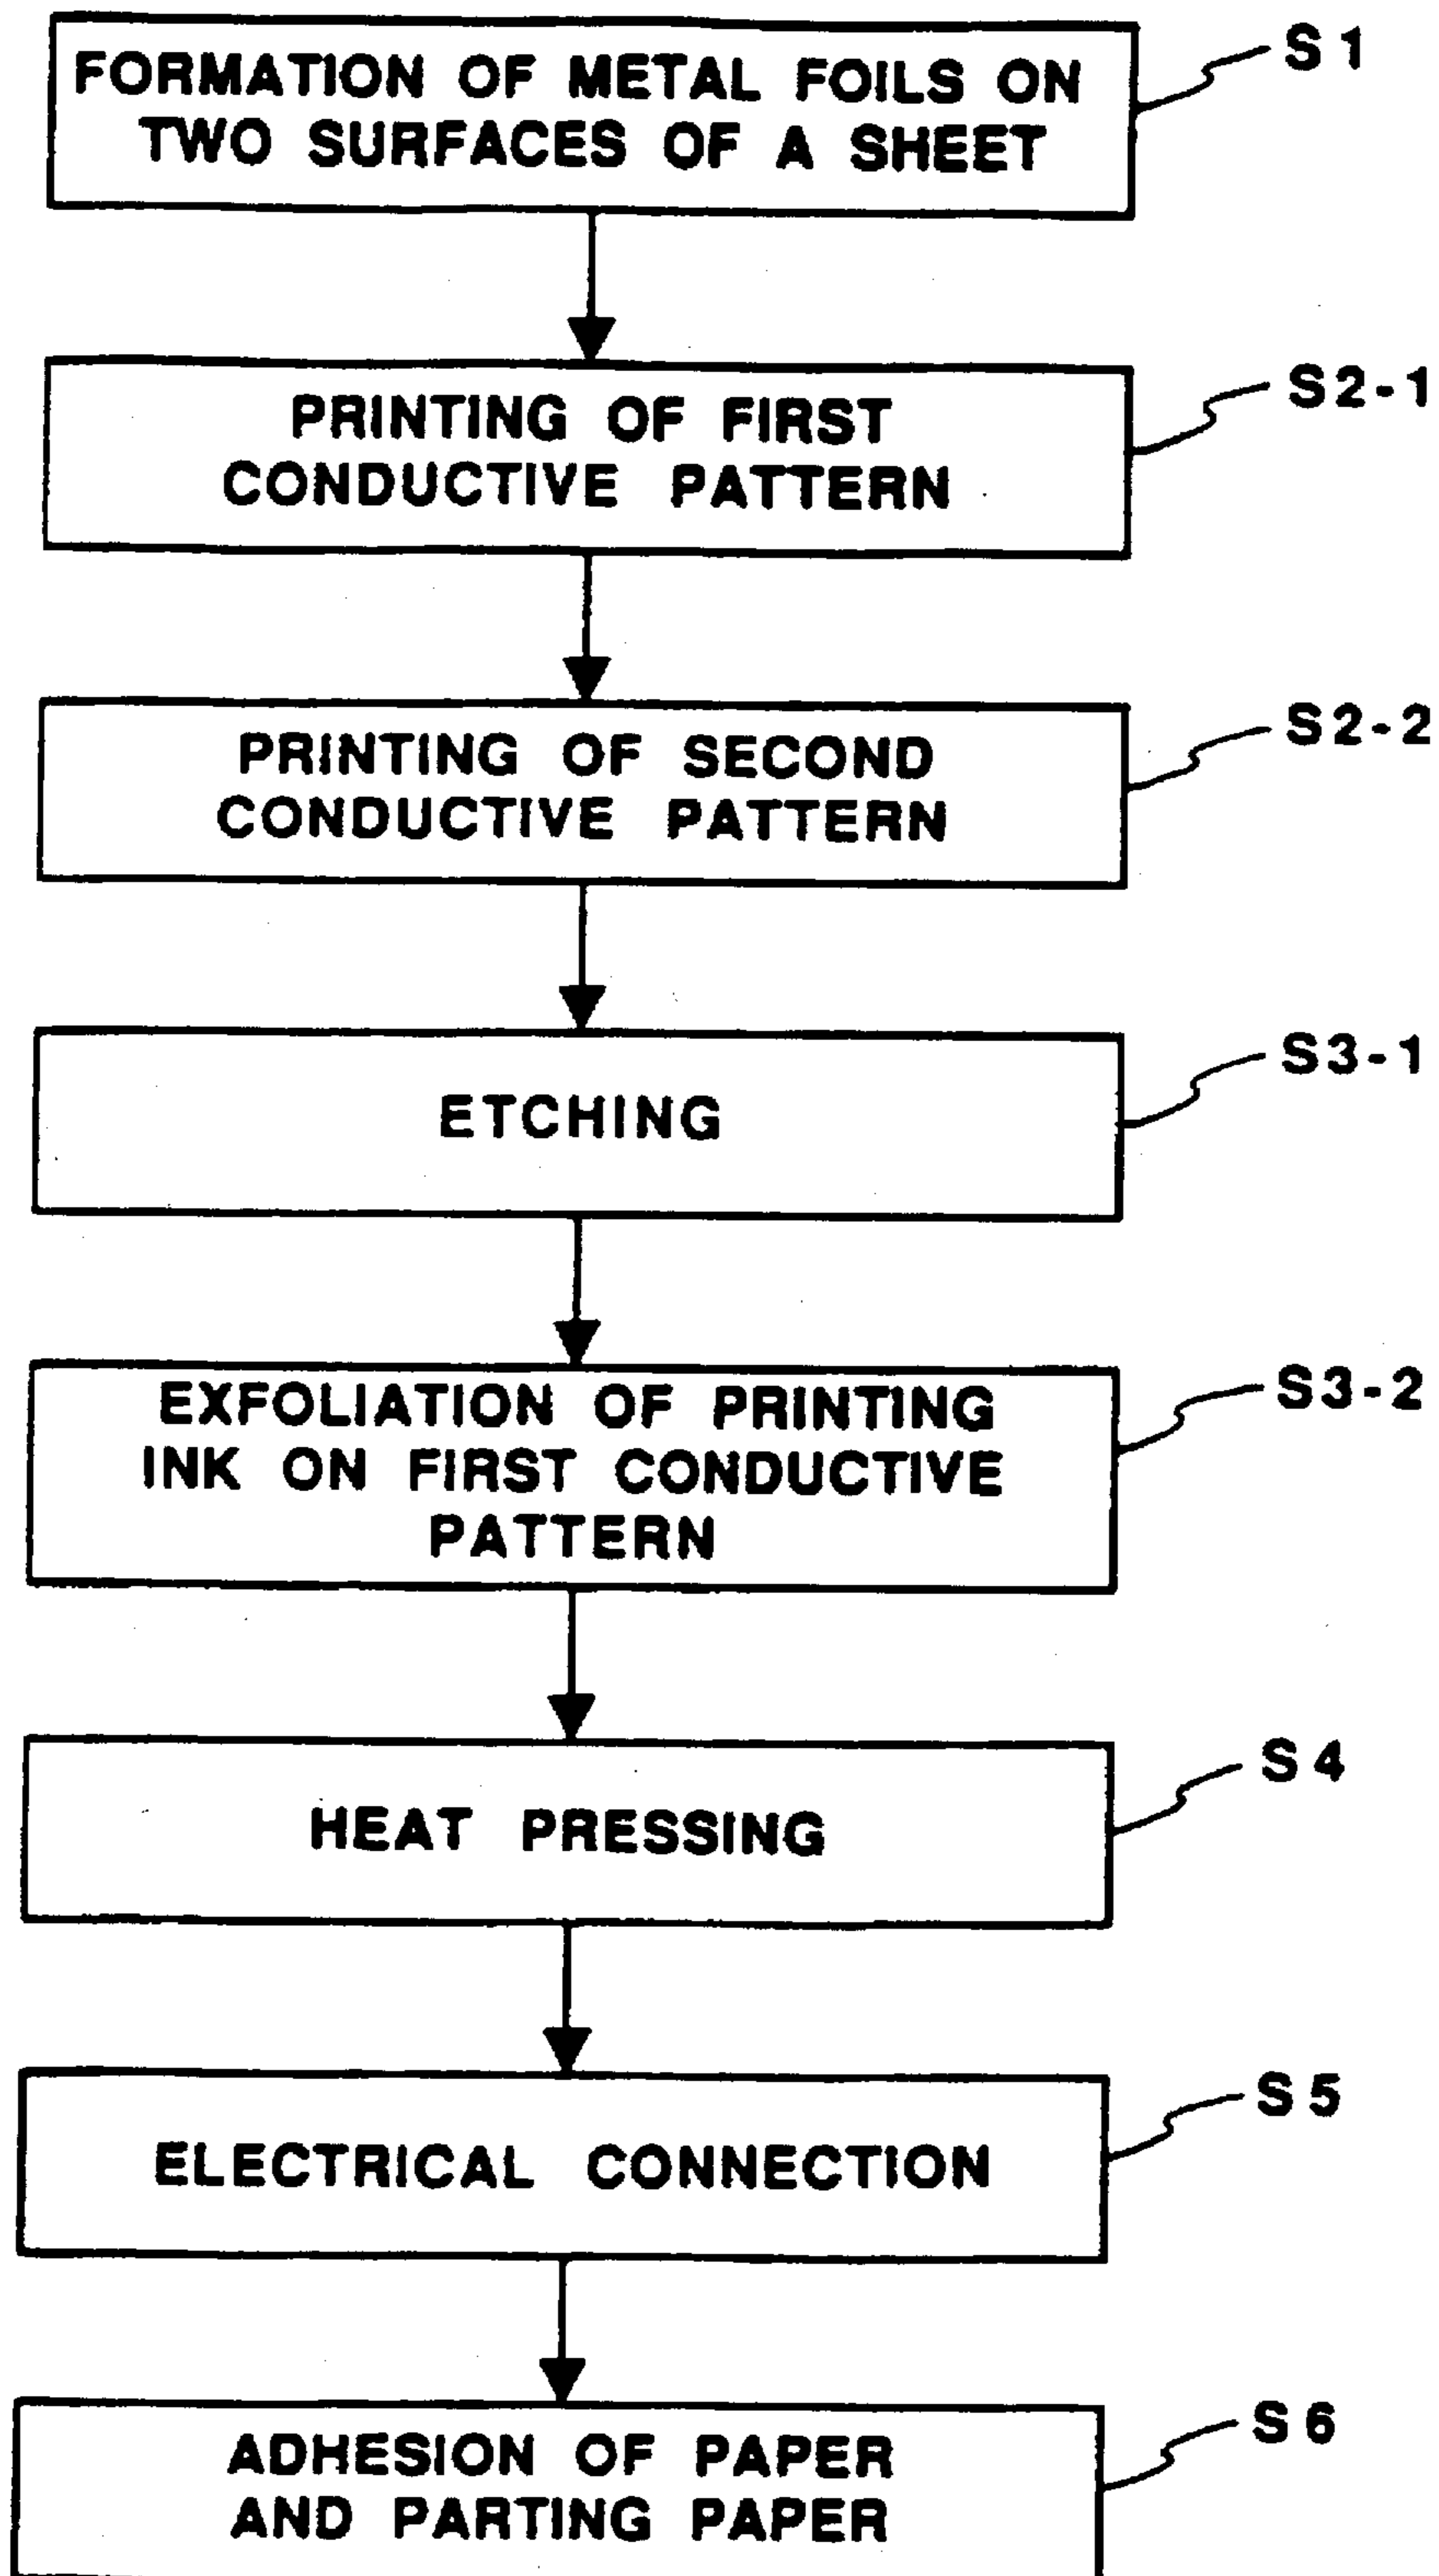 FORMATION OF METAL FOILS ON
TWO SURFACES OF A SHEET
S1
PRINTING OF FIRST
CONDUCTIVE PATTERN
S2-1
PRINTING OF SECOND
CONDUCTIVE PATTERN
S2-2
ETCHING
S3-1
EXFOLIATION OF PRINTING
INK ON FIRST CONDUCTIVE
PATTERN
S3-2
HEAT PRESSING
S4
ELECTRICAL CONNECTION
S5
ADHESION OF PAPER
AND PARTING PAPER
S6